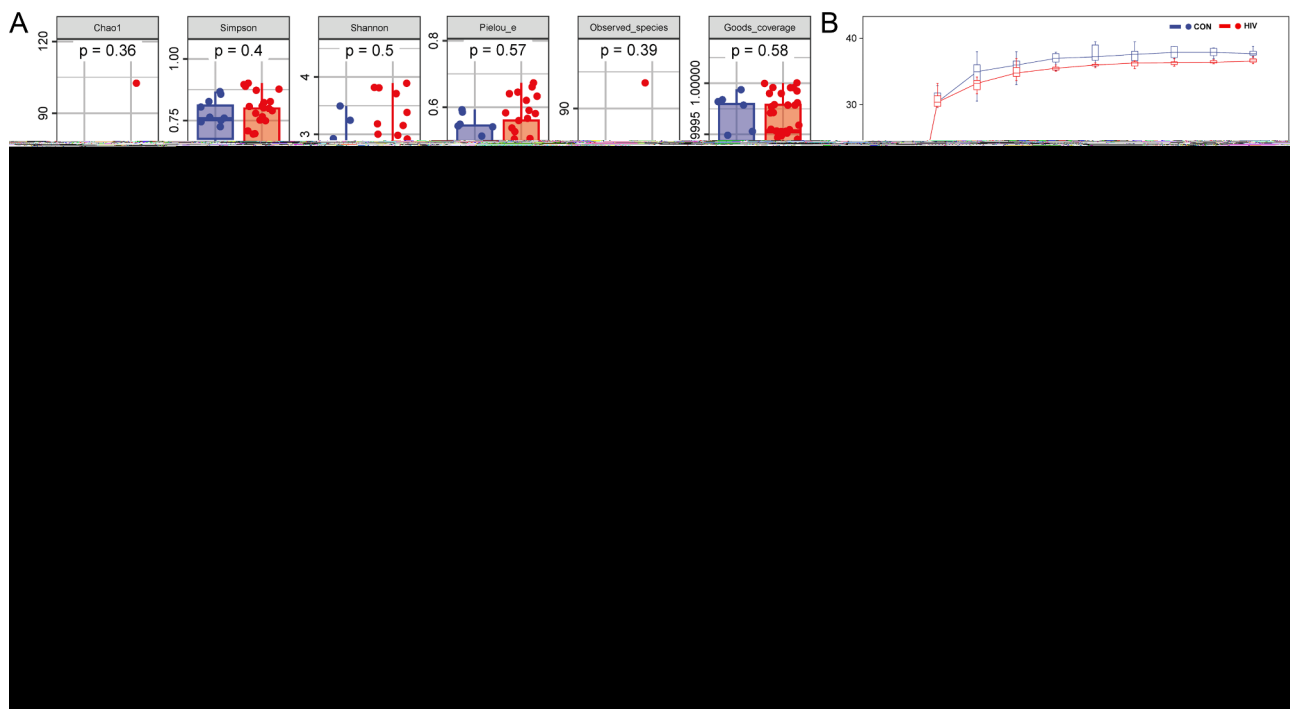 A
B
Chao1
Simpson
Shannon
Pielou_e
Observed_species
Goods_coverage
p = 0.36
p = 0.4
p = 0.5
p = 0.57
p = 0.39
p = 0.58
120
90
1.00
0.75
4
3
0.8
0.6
90
1.00000
9995
CON
HIV
40
30